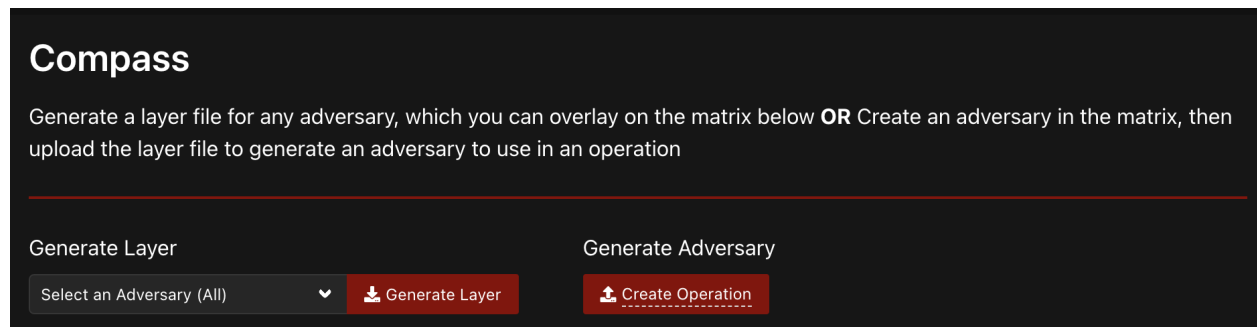 Compass
Generate a layer file for any adversary, which you can overlay on the matrix below OR Create an adversary in the matrix, then
upload the layer file to generate an adversary to use in an operation
Generate Layer
Generate Adversary
Select an Adversary (All)
Generate Layer
Create Operation